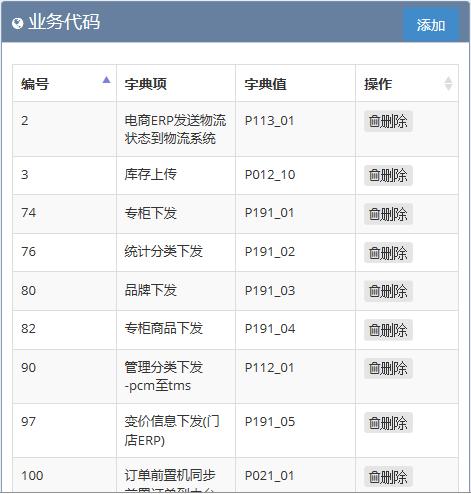 业务代码
添加
编号 字典项 字典值 操作
2 电商ERP发送物流 P113_01 删除
状态到物流系统
3 库存上传 P012_10 删除
74 专柜下发 P191_01 删除
76 统计分类下发 P191_02 删除
80 品牌下发 P191_03 删除
82 专柜商品下发 P191_04 删除
90 管理分类下发 P112_01 删除
-pcm至tms
97 变价信息下发(门 P191_05 删除
店ERP)
100 订单前置机同步 P021_01 删除